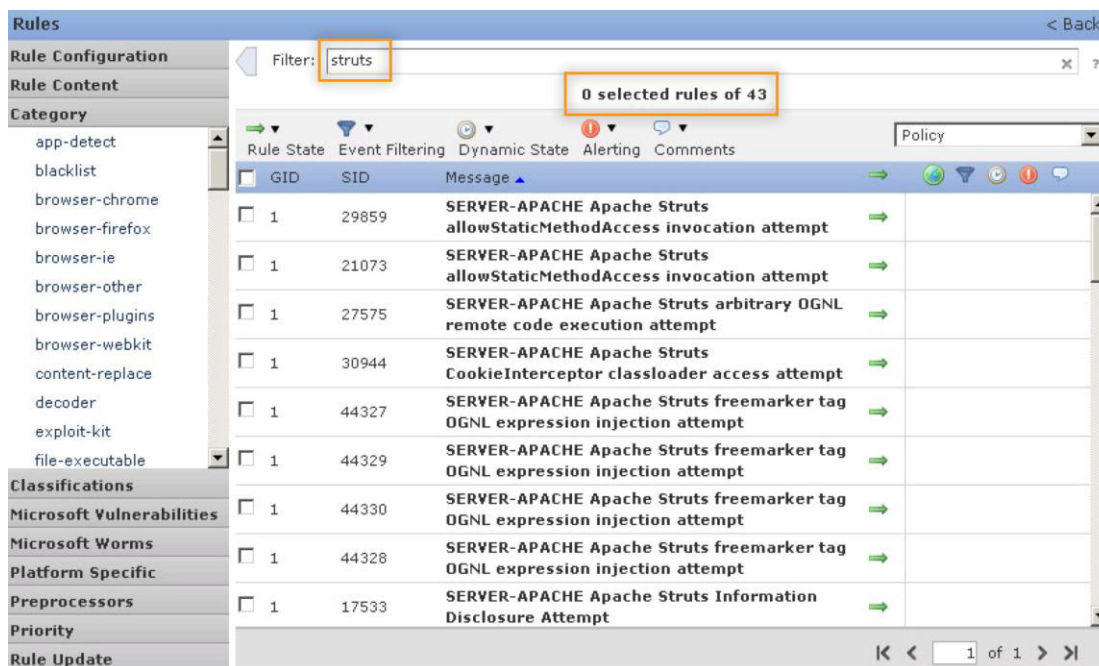 Rules
< Back
Rule Configuration
Rule Content
Category
app-detect
blacklist
browser-chrome
browser-firefox
browser-ie
browser-other
browser-plugins
browser-webkit
content-replace
decoder
exploit-kit
file-executable
Classifications
Microsoft Vulnerabilities
Microsoft Worms
Platform Specific
Preprocessors
Priority
Rule Update
Filter: struts
?
0 selected rules of 43
Rule State Event Filtering Dynamic State Alerting Comments
Policy
GID SID Message
1 29859 SERVER-APACHE Apache Struts
allowStaticMethodAccess invocation attempt
1 21073 SERVER-APACHE Apache Struts
allowStaticMethodAccess invocation attempt
1 27575 SERVER-APACHE Apache Struts arbitrary OGNL
remote code execution attempt
1 30944 SERVER-APACHE Apache Struts
CookieInterceptor classloader access attempt
1 44327 SERVER-APACHE Apache Struts freemarker tag
OGNL expression injection attempt
1 44329 SERVER-APACHE Apache Struts freemarker tag
OGNL expression injection attempt
1 44330 SERVER-APACHE Apache Struts freemarker tag
OGNL expression injection attempt
1 44328 SERVER-APACHE Apache Struts freemarker tag
OGNL expression injection attempt
1 17533 SERVER-APACHE Apache Struts Information
Disclosure Attempt
1 of 1